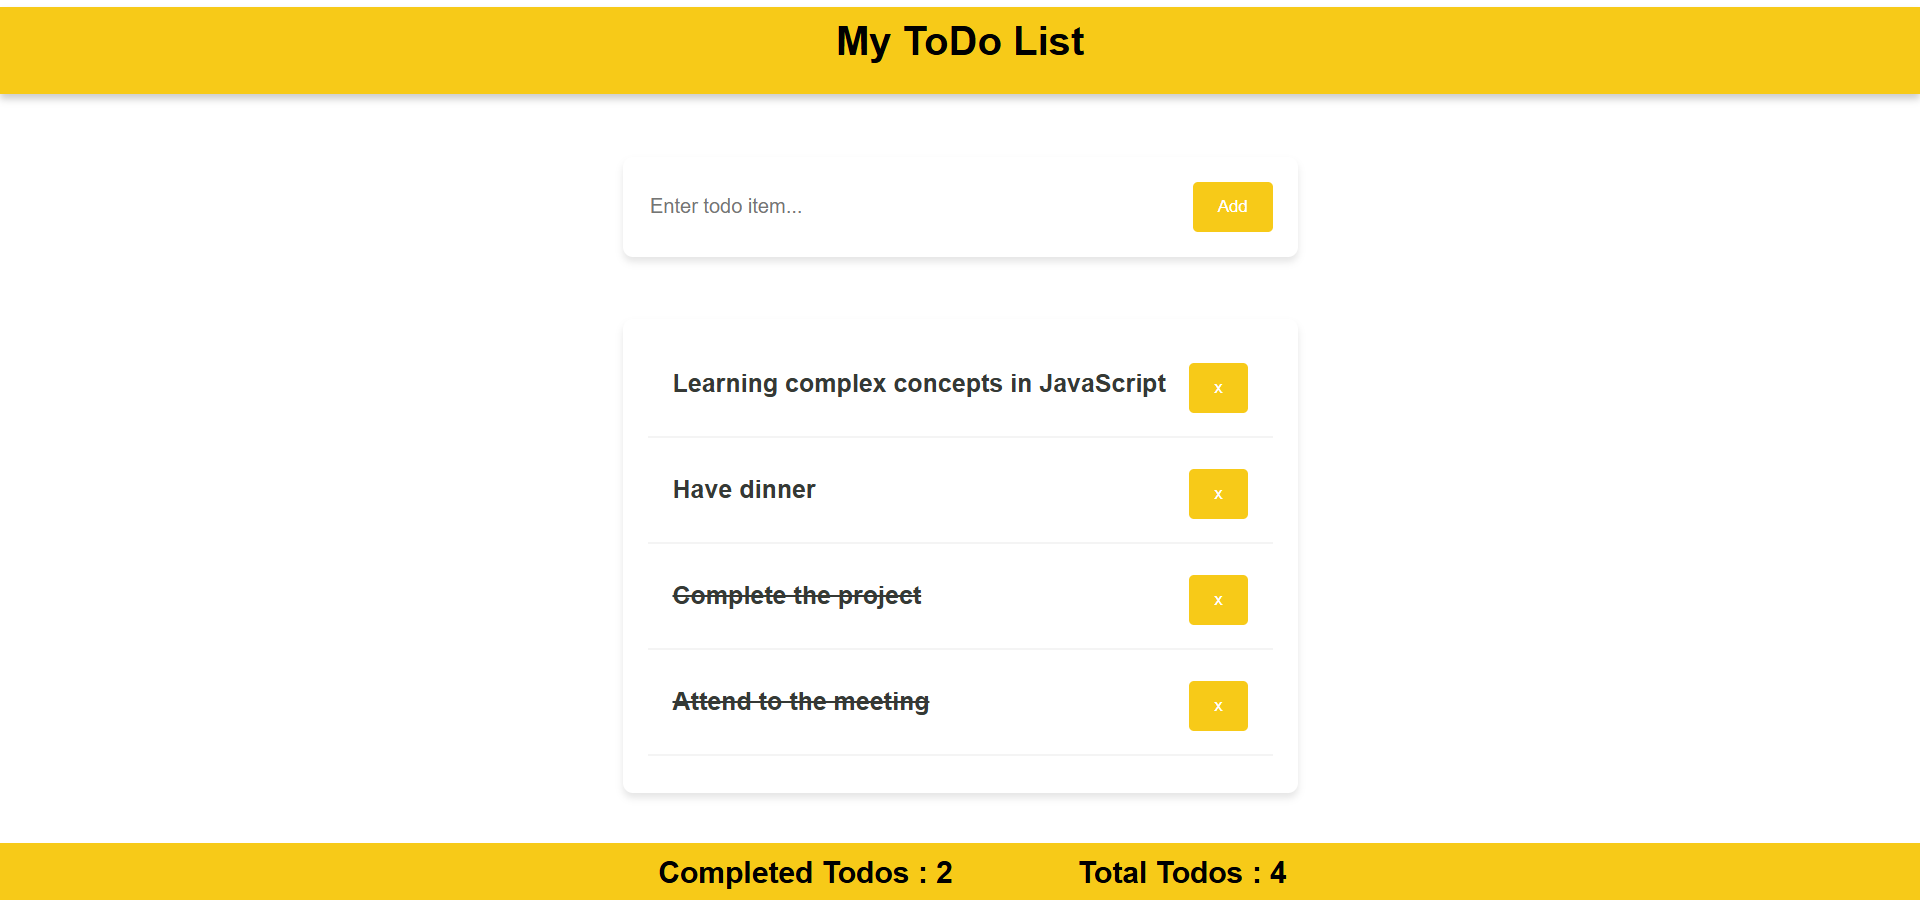 My ToDo List
Enter todo item...
Add
Learning complex concepts in JavaScript
x
Have dinner
x
Complete the project
x
Attend to the meeting
x
Completed Todos : 2
Total Todos : 4